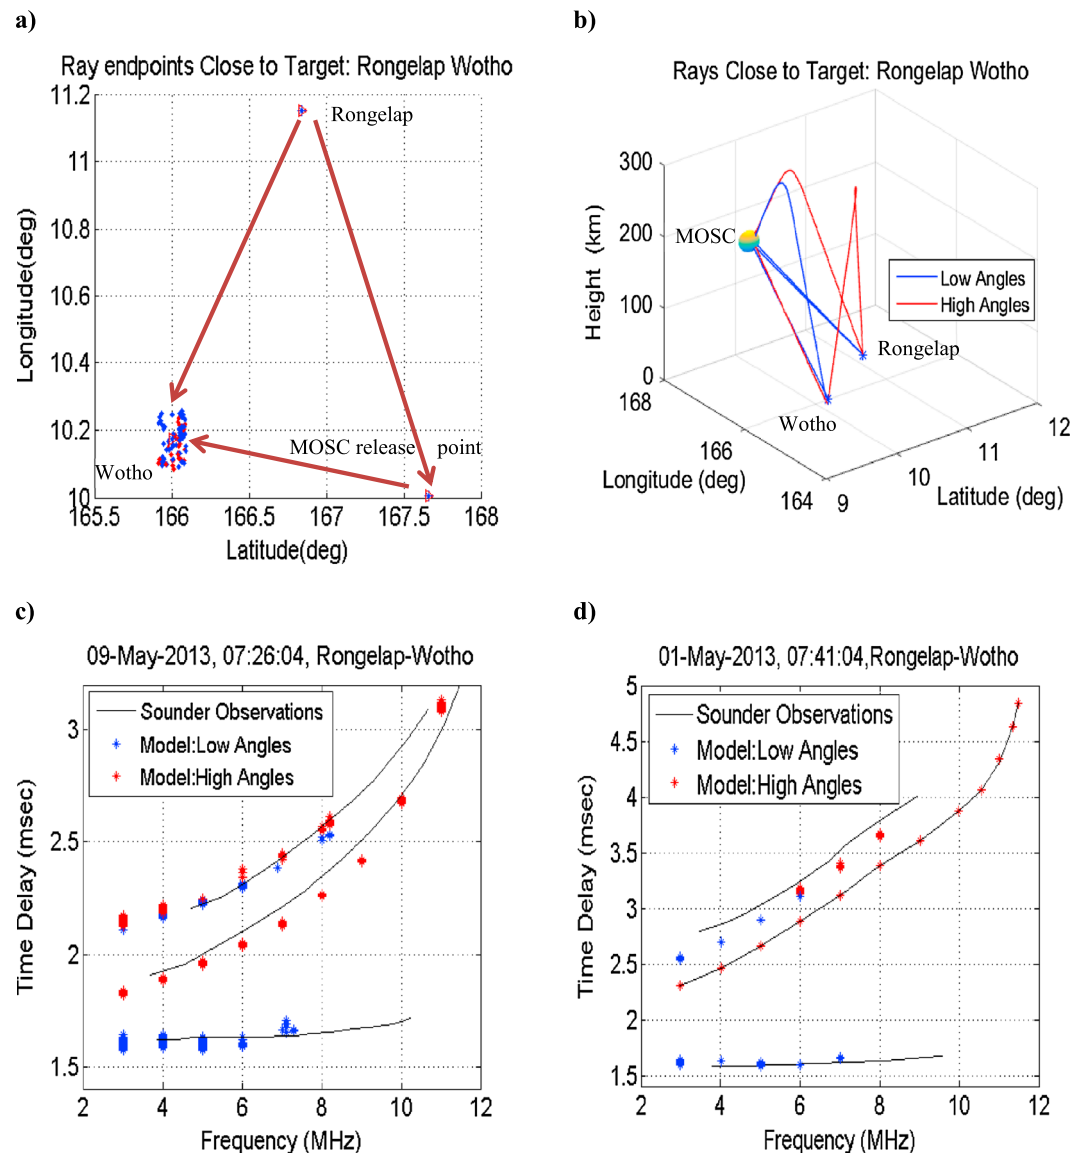 a)
Ray endpoints Close to Target: Rongelap Wotho
11.2
11
10.8
10.6
10.4
10.2
10
Longitude(deg)
Rongelap
MOSC release point
Wotho
165.5 166 166.5 167 167.5 168
Latitude(deg)
b)
Rays Close to Target: Rongelap Wotho
300
200
100
0
Height (km)
MOSC
Low Angles
High Angles
Rongelap
Wotho
168
166
164
Longitude (deg)
9
10
11
12
Latitude (deg)
c)
09-May-2013, 07:26:04, Rongelap-Wotho
Sounder Observations
Model:Low Angles
Model:High Angles
3
2.5
2
1.5
Time Delay (msec)
2 4 6 8 10 12
Frequency (MHz)
d)
01-May-2013, 07:41:04,Rongelap-Wotho
Sounder Observations
Model:Low Angles
Model:High Angles
5
4.5
4
3.5
3
2.5
2
1.5
Time Delay (msec)
2 4 6 8 10 12
Frequency (MHz)